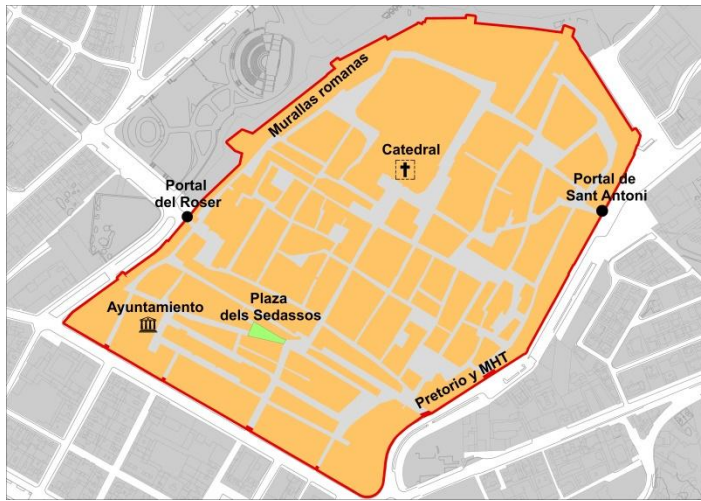 Murallas romanas
Catedral
Portal
del Roser
Portal de
Sant Antoni
Ayuntamiento
Plaza
dels Sedassos
Pretorio y MHT